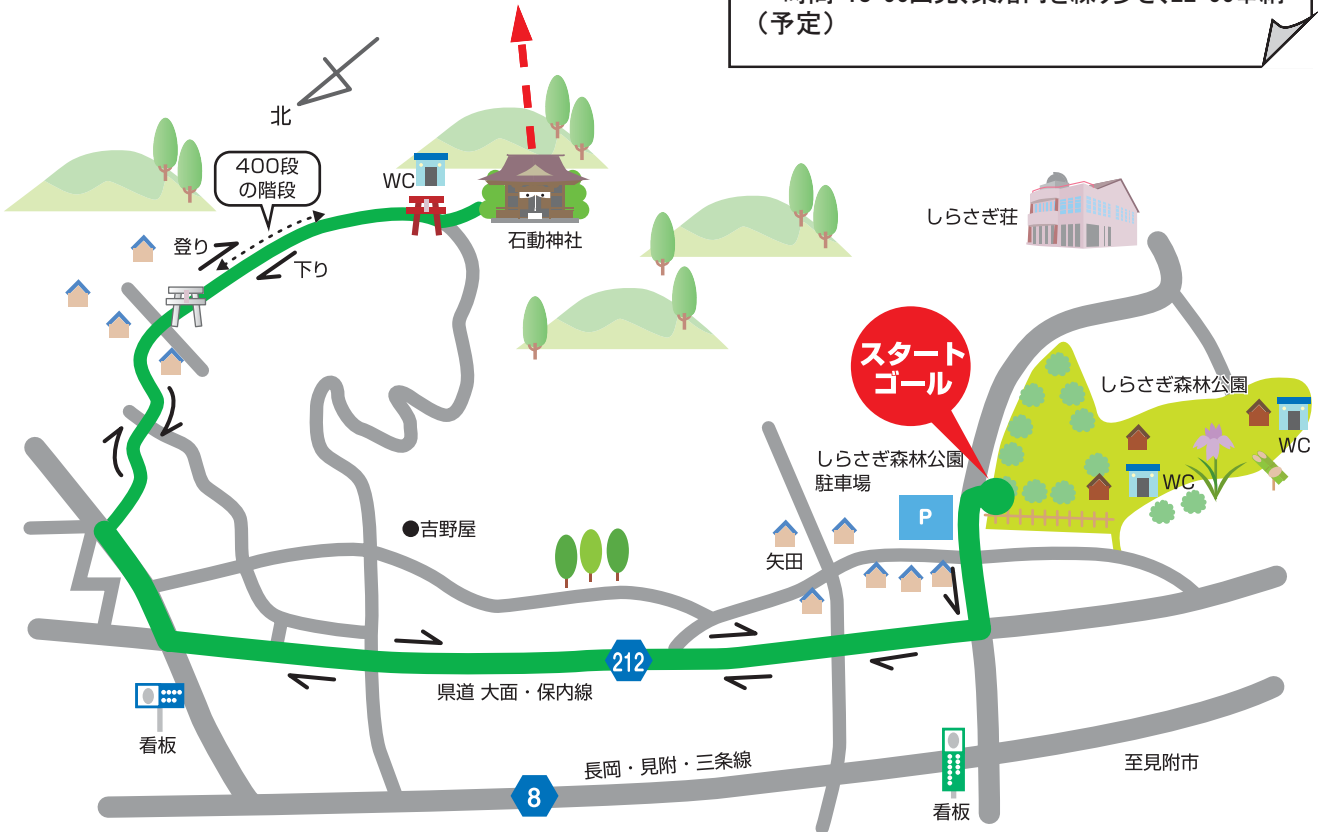 （予定）
北
400段
の階段
WC
石動神社
登り
下り
しらさぎ荘
スタート
ゴール
しらさぎ森林公園
WC
WC
しらさぎ森林公園
駐車場
P
吉野屋
矢田
212
県道 大面・保内線
看板
長岡・見附・三条線
8
看板
至見附市